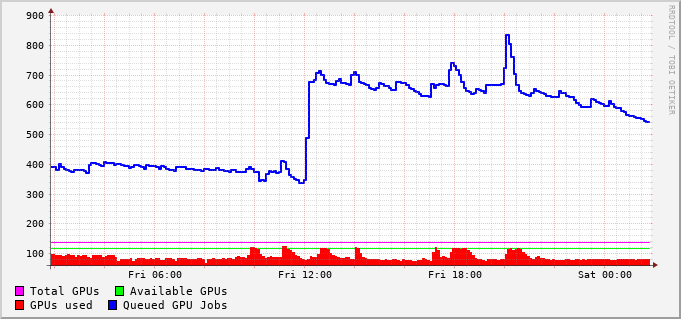 900
800
700
600
500
400
300
200
100
Fri 06:00 Fri 12:00 Fri 18:00 Sat 00:00
Total GPUs Available GPUs
GPUs used Queued GPU Jobs
RRDTOOL / TOBI OETIKER